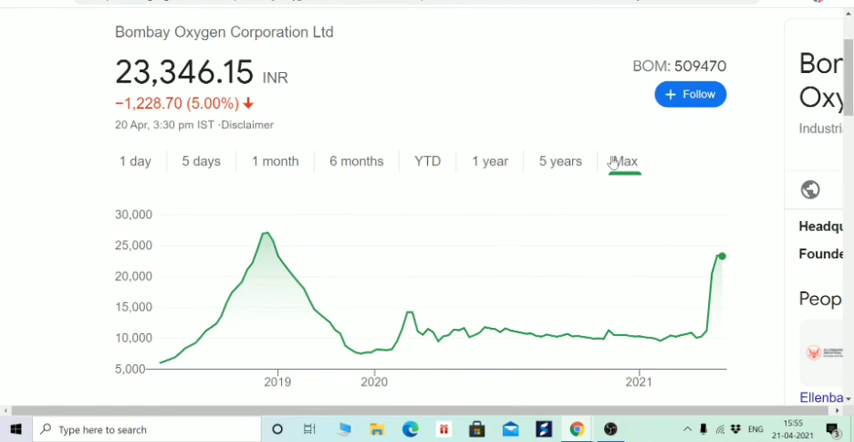 Bombay Oxygen Corporation Ltd
23,346.15 INR
−1,228.70 (5.00%) ↓
20 Apr, 3:30 pm IST ·Disclaimer
BOM: 509470
+ Follow
1 day 5 days 1 month 6 months YTD 1 year 5 years Max
30,000
25,000
20,000
15,000
10,000
5,000
2019 2020 2021
Bor
Oxy
Industri
Headqu
Founde
Peop
Ellenba
Type here to search
ENG
15:55
21-04-2021
3